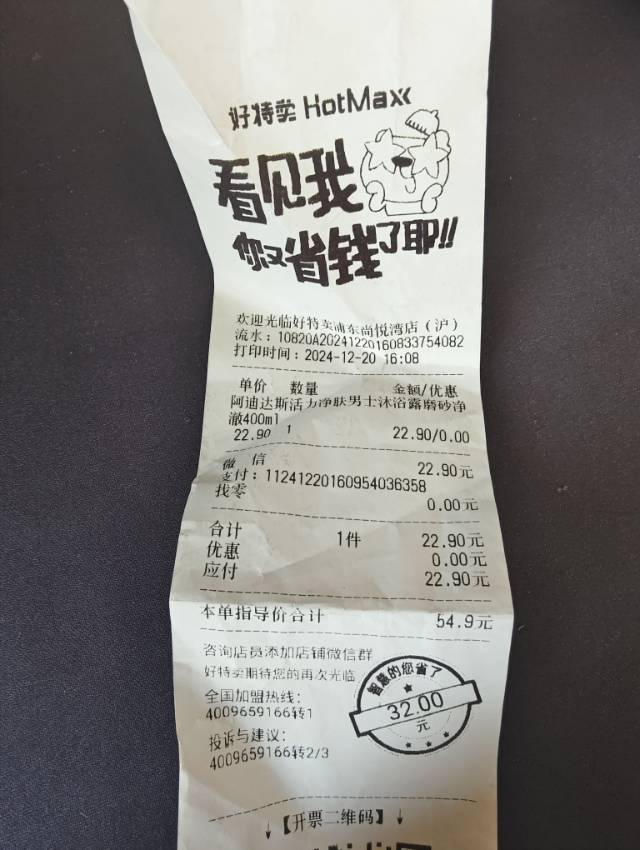 好特卖 HotMaxx
看见我
你又省钱了耶!!
欢迎光临好特卖浦东尚悦湾店（沪）
流水：10820A20241220160833754082
打印时间：2024-12-20 16:08
单价 数量 金额/优惠
阿迪达斯活力净肤男士沐浴露磨砂净
澈400ml
22.90 1 22.90/0.00
微信 22.90元
支付：11241220160954036358
找零 0.00元
合计 1件 22.90元
优惠 0.00元
应付 22.90元
本单指导价合计 54.9元
咨询店员添加店铺微信群
好特卖期待您的再次光临
全国加盟热线：
4009659166转1
投诉与建议：
4009659166转2/3
智慧的您省了
32.00
元
↓【开票二维码】↓